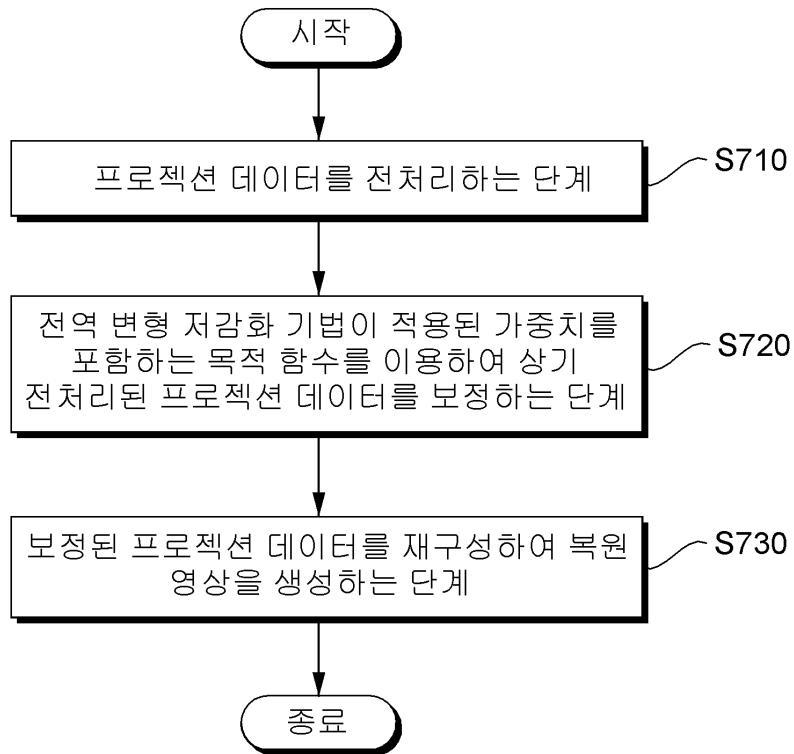 시작
프로젝션 데이터를 전처리하는 단계
S710
전역 변형 저감화 기법이 적용된 가중치를
포함하는 목적 함수를 이용하여 상기
전처리된 프로젝션 데이터를 보정하는 단계
S720
보정된 프로젝션 데이터를 재구성하여 복원
영상을 생성하는 단계
S730
종료